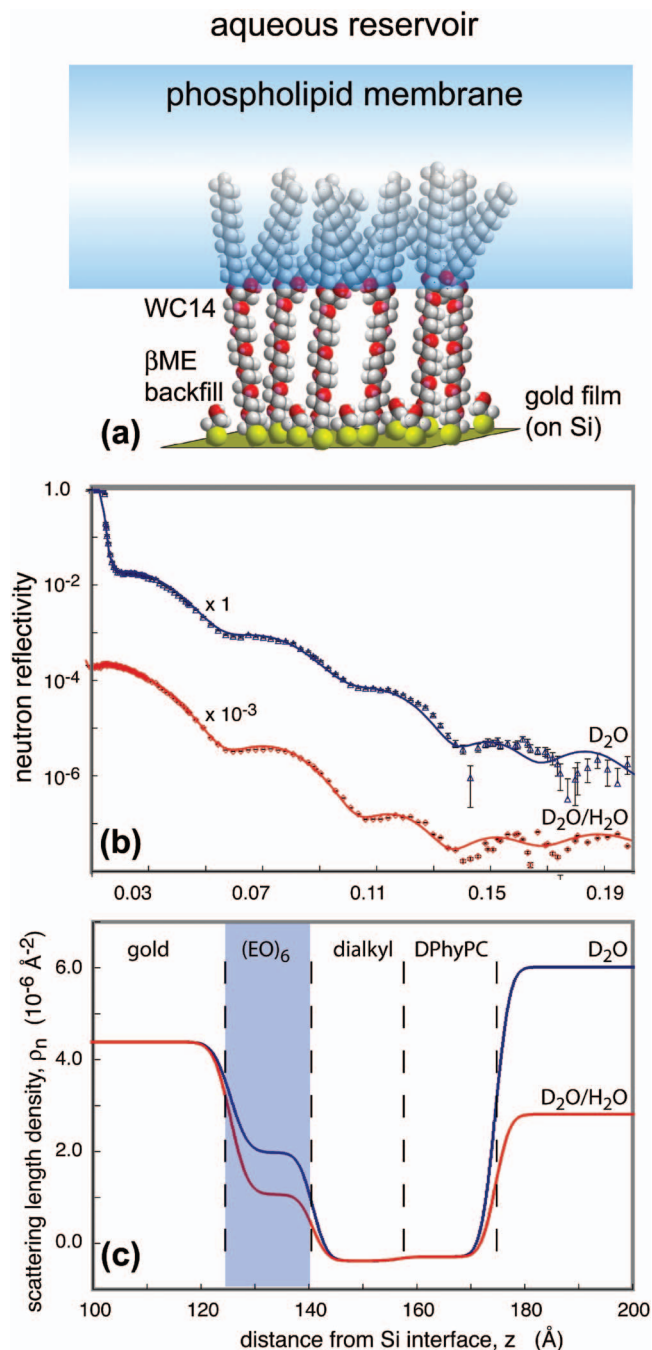 aqueous reservoir
phospholipid membrane
WC14
βME
backfill
gold film
(on Si)
(a)
neutron reflectivity
1.0
10-2
10-4
10-6
x 1
x 10-3
D2O
D2O/H2O
(b)
0.03 0.07 0.11 0.15 0.19
scattering length density, ρn (10-6 Å-2)
gold (EO)6 dialkyl DPhyPC D2O
6.0
4.0
2.0
0.0
D2O/H2O
(c)
100 120 140 160 180 200
distance from Si interface, z (Å)